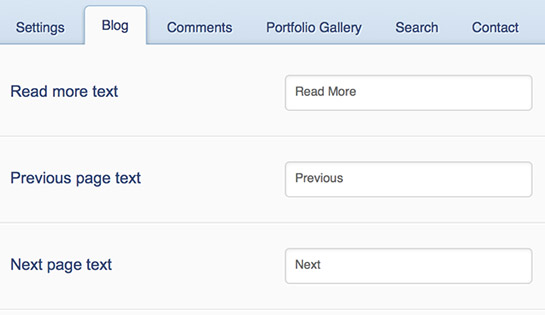 Settings Blog Comments Portfolio Gallery Search Contact
Read more text Read More
Previous page text Previous
Next page text Next